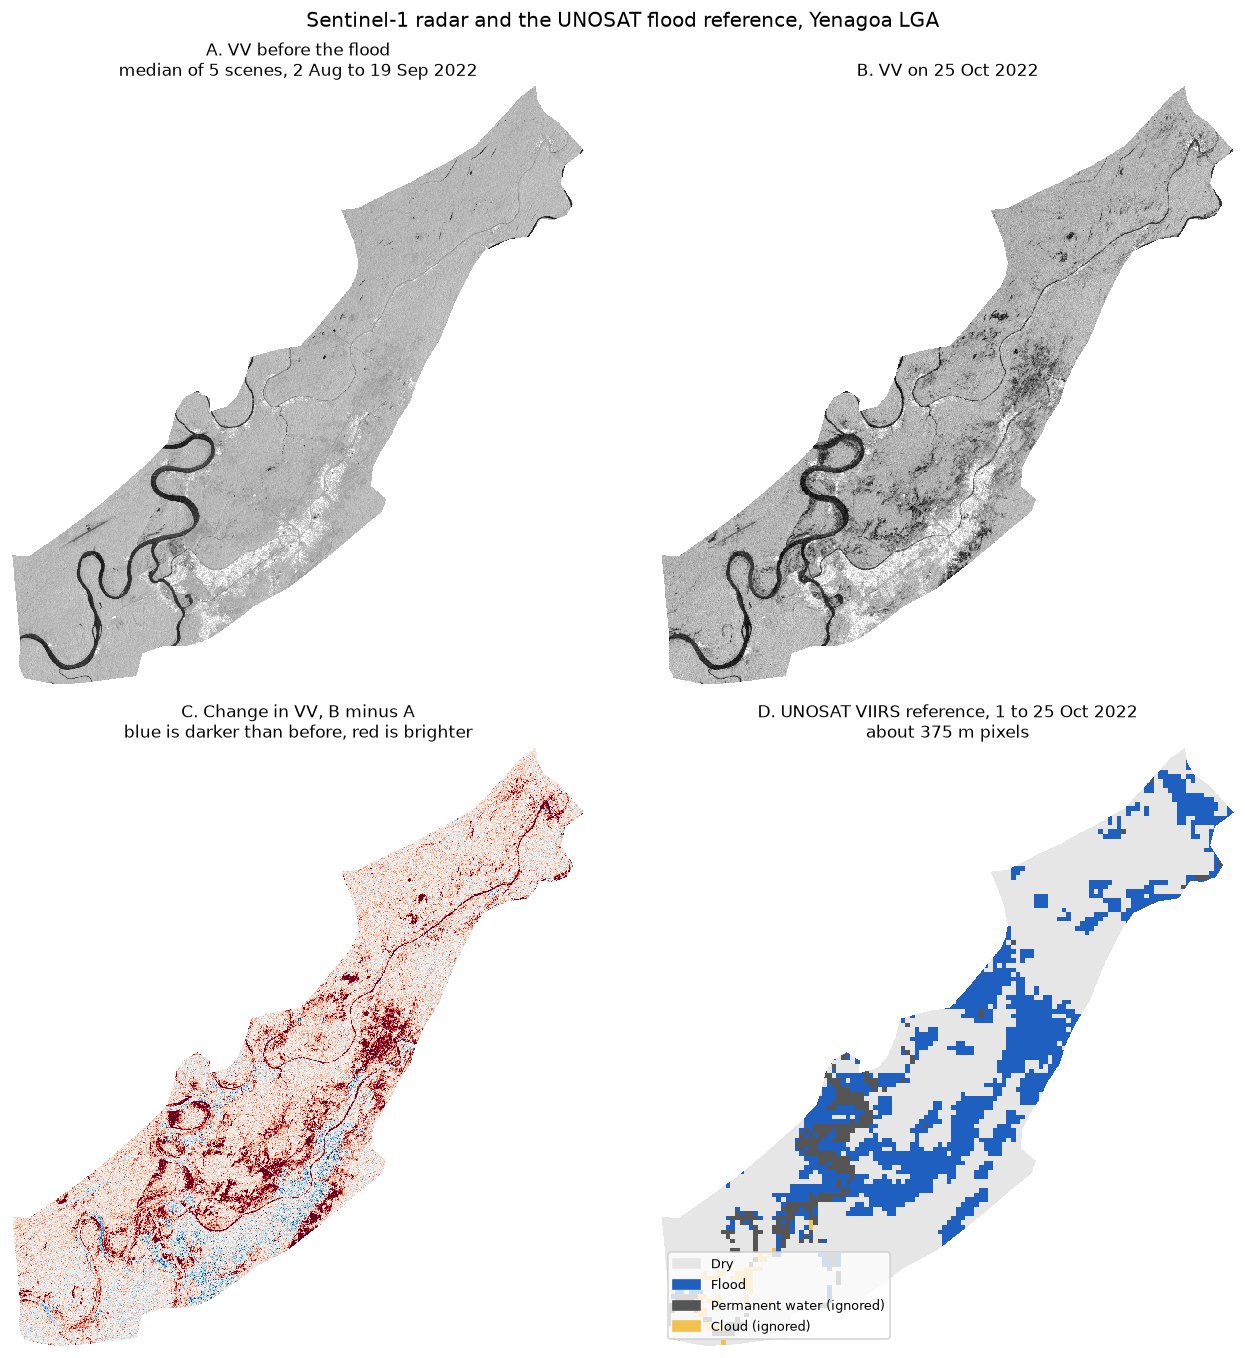 Sentinel-1 radar and the UNOSAT flood reference, Yenagoa LGA
A. VV before the flood
median of 5 scenes, 2 Aug to 19 Sep 2022
B. VV on 25 Oct 2022
C. Change in VV, B minus A
blue is darker than before, red is brighter
D. UNOSAT VIIRS reference, 1 to 25 Oct 2022
about 375 m pixels
Dry
Flood
Permanent water (ignored)
Cloud (ignored)